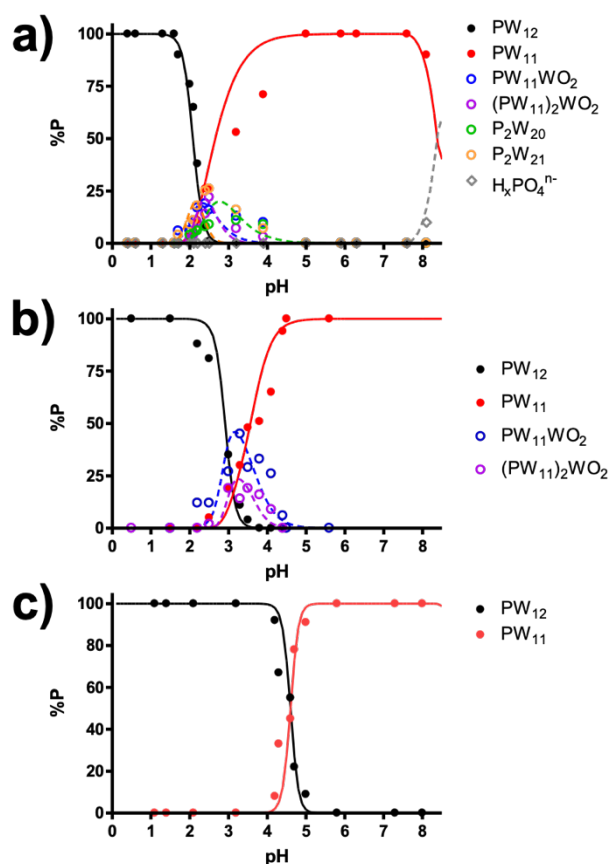 a)
%P
100
75
50
25
0
0 1 2 3 4 5 6 7 8
pH
PW₁₂
PW₁₁
PW₁₁WO₂
(PW₁₁)₂WO₂
P₂W₂₀
P₂W₂₁
HₓPO₄ⁿ⁻
b)
%P
100
75
50
25
0
0 1 2 3 4 5 6 7 8
pH
PW₁₂
PW₁₁
PW₁₁WO₂
(PW₁₁)₂WO₂
c)
%P
100
80
60
40
20
0
0 1 2 3 4 5 6 7 8
pH
PW₁₂
PW₁₁